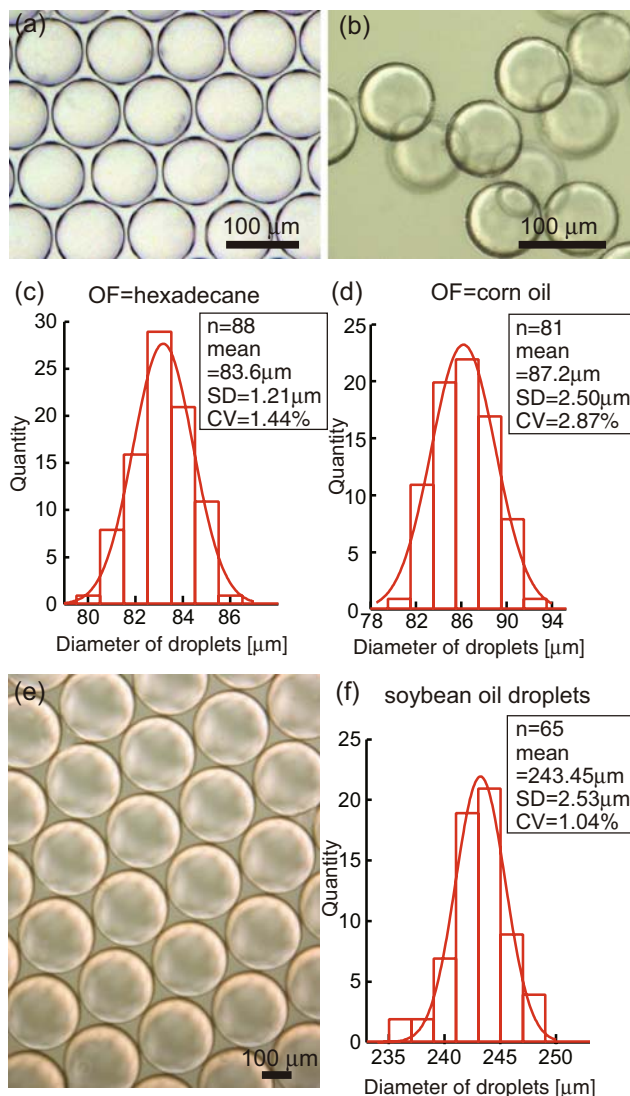 (a)
(b)
100 μm
100 μm
(c)
OF=hexadecane
(d)
OF=corn oil
30
25
20
15
10
5
0
Quantity
n=88
mean
=83.6μm
SD=1.21μm
CV=1.44%
80
82
84
86
Diameter of droplets [μm]
25
20
15
10
5
0
Quantity
n=81
mean
=87.2μm
SD=2.50μm
CV=2.87%
78
82
86
90
94
Diameter of droplets [μm]
(e)
100 μm
(f)
soybean oil droplets
25
20
15
10
5
0
Quantity
n=65
mean
=243.45μm
SD=2.53μm
CV=1.04%
235
240
245
250
Diameter of droplets [μm]